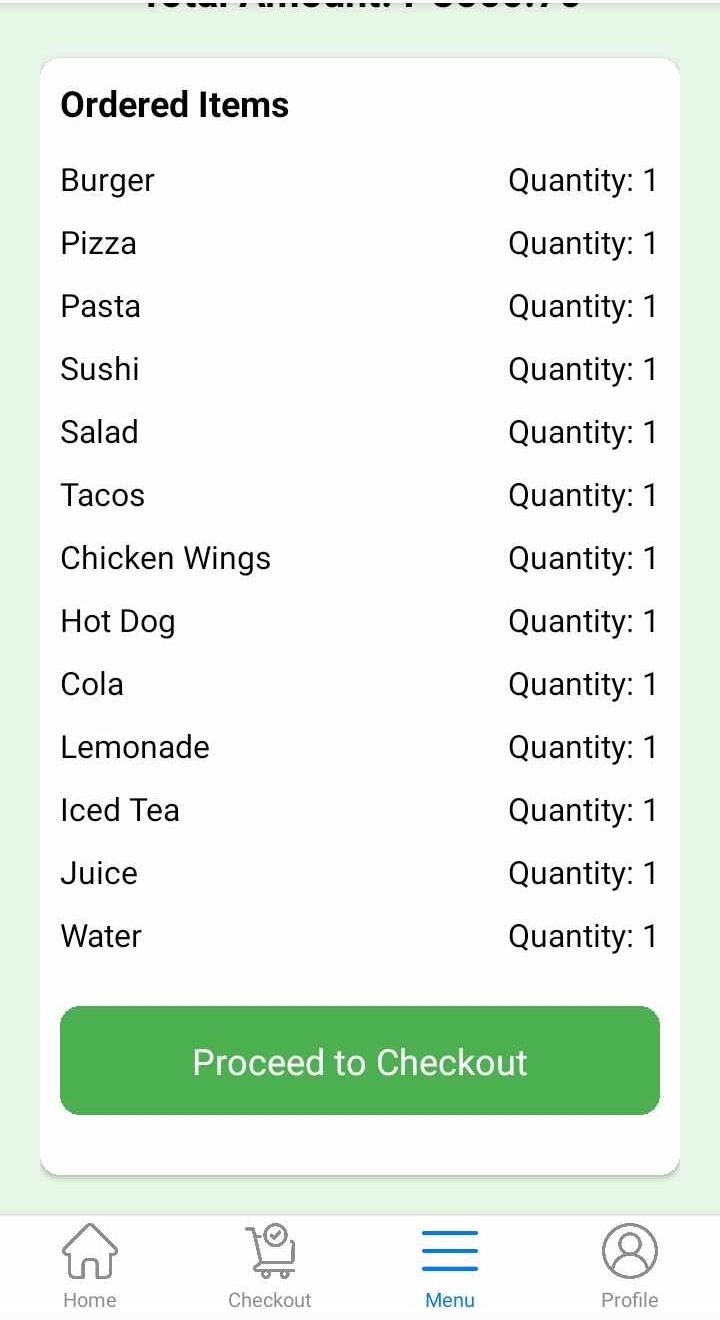 Total Amount:
Ordered Items
Burger Quantity: 1
Pizza Quantity: 1
Pasta Quantity: 1
Sushi Quantity: 1
Salad Quantity: 1
Tacos Quantity: 1
Chicken Wings Quantity: 1
Hot Dog Quantity: 1
Cola Quantity: 1
Lemonade Quantity: 1
Iced Tea Quantity: 1
Juice Quantity: 1
Water Quantity: 1
Proceed to Checkout
Home Checkout Menu Profile